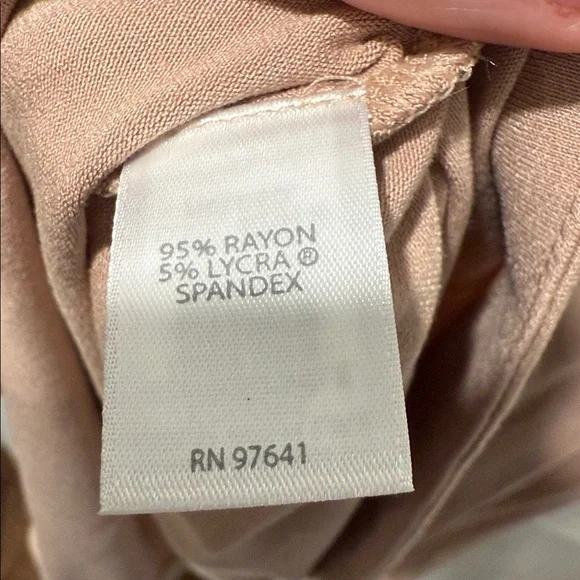 95% RAYON
5% LYCRA ®
SPANDEX
RN 97641